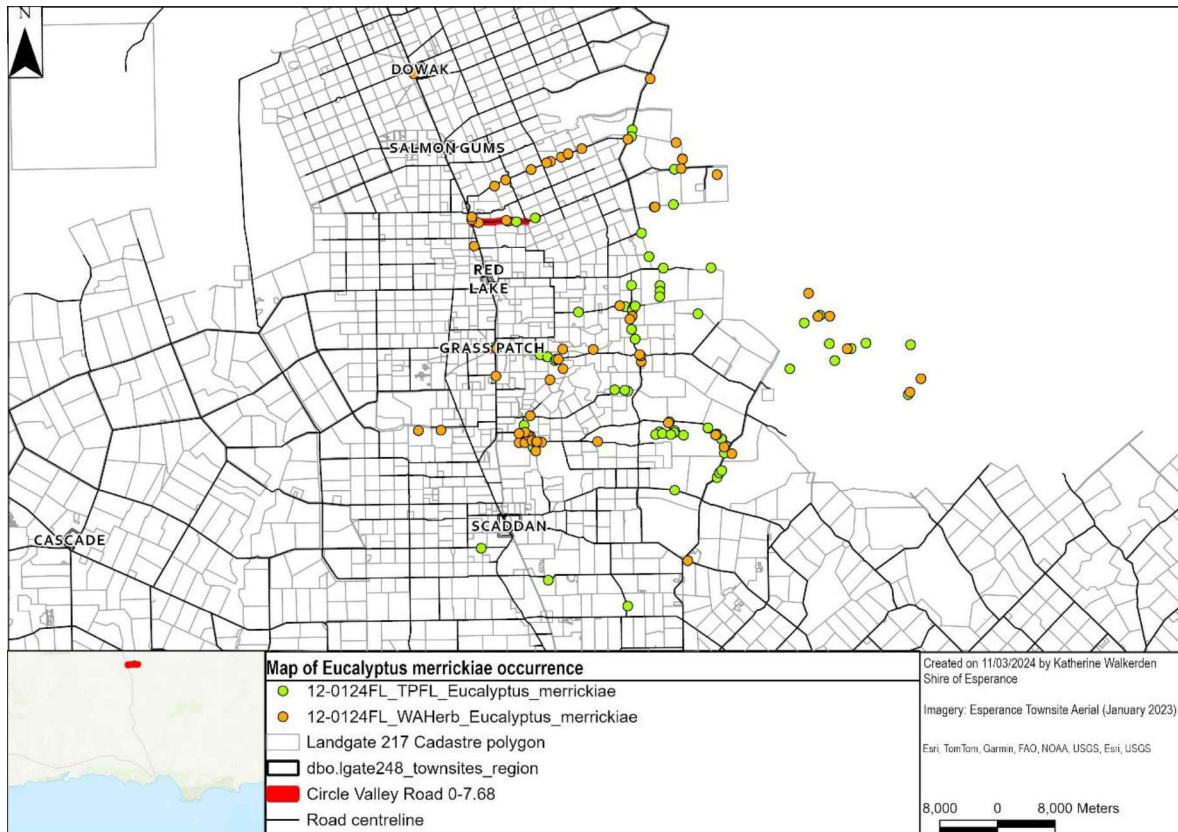 N
DOWAK
SALMON GUMS
RED
LAKE
GRASS PATCH
SCADDAN
CASCADE
Map of Eucalyptus merrickiae occurrence
12-0124FL_TPFL_Eucalyptus_merrickiae
12-0124FL_WAHerb_Eucalyptus_merrickiae
Landgate 217 Cadastre polygon
dbo.lgate248_townsites_region
Circle Valley Road 0-7.68
Road centreline
Created on 11/03/2024 by Katherine Walkerden
Shire of Esperance
Imagery: Esperance Townsite Aerial (January 2023)
Esri, TomTom, Garmin, FAO, NOAA, USGS, Esri, USGS
8,000 0 8,000 Meters